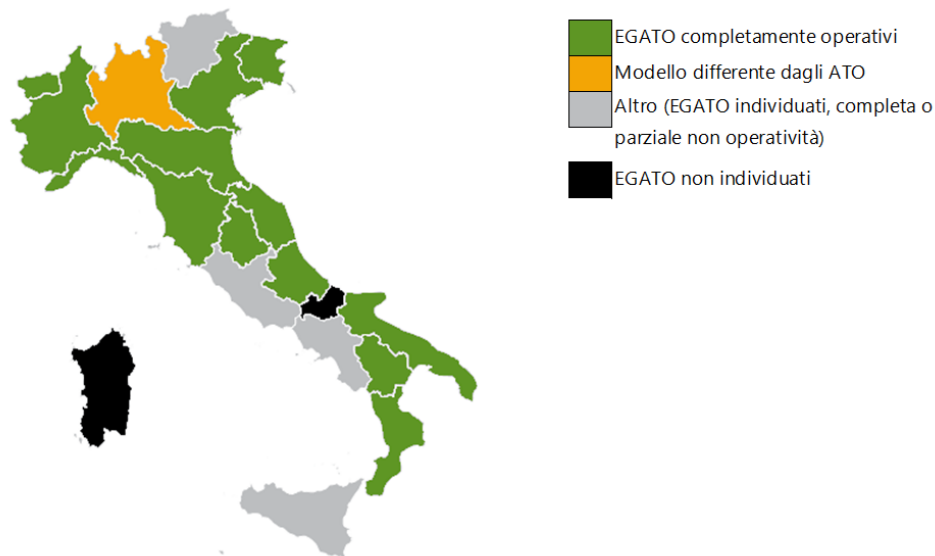 EGATO completamente operativi
Modello differente dagli ATO
Altro (EGATO individuati, completa o
parziale non operatività)
EGATO non individuati